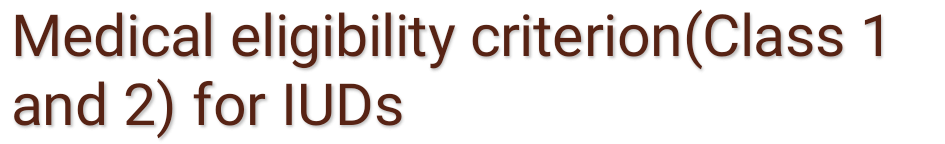 Medical eligibility criterion(Class 1
and 2) for IUDs